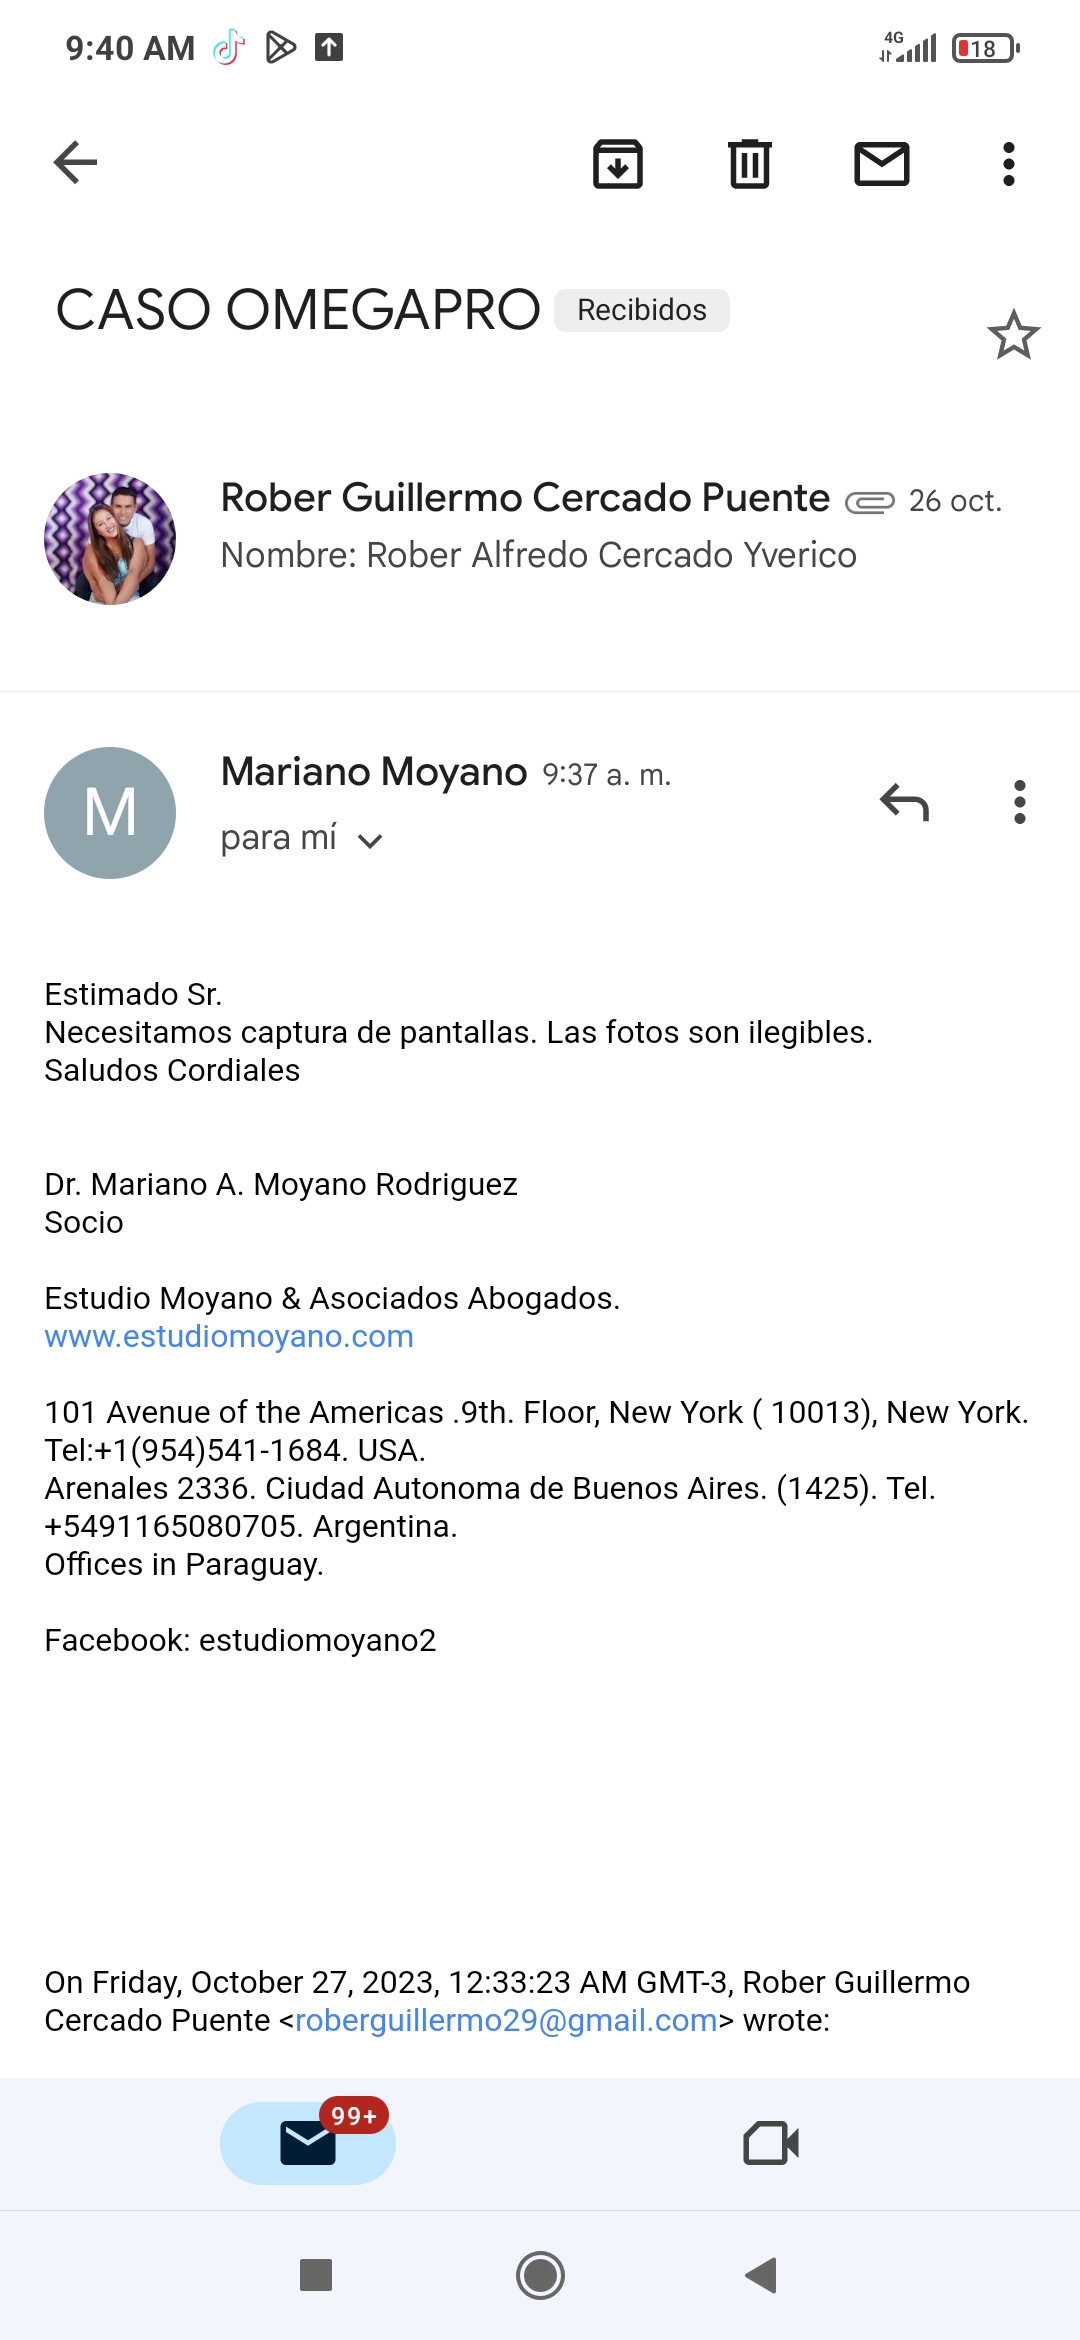 9:40 AM
4G
18
CASO OMEGAPRO
Recibidos
Rober Guillermo Cercado Puente 26 oct.
Nombre: Rober Alfredo Cercado Yverico
M
Mariano Moyano 9:37 a. m.
para mí
Estimado Sr.
Necesitamos captura de pantallas. Las fotos son ilegibles.
Saludos Cordiales
Dr. Mariano A. Moyano Rodriguez
Socio
Estudio Moyano & Asociados Abogados.
www.estudiomoyano.com
101 Avenue of the Americas .9th. Floor, New York ( 10013), New York.
Tel:+1(954)541-1684. USA.
Arenales 2336. Ciudad Autonoma de Buenos Aires. (1425). Tel.
+5491165080705. Argentina.
Offices in Paraguay.
Facebook: estudiomoyano2
On Friday, October 27, 2023, 12:33:23 AM GMT-3, Rober Guillermo
Cercado Puente <roberguillermo29@gmail.com> wrote:
99+